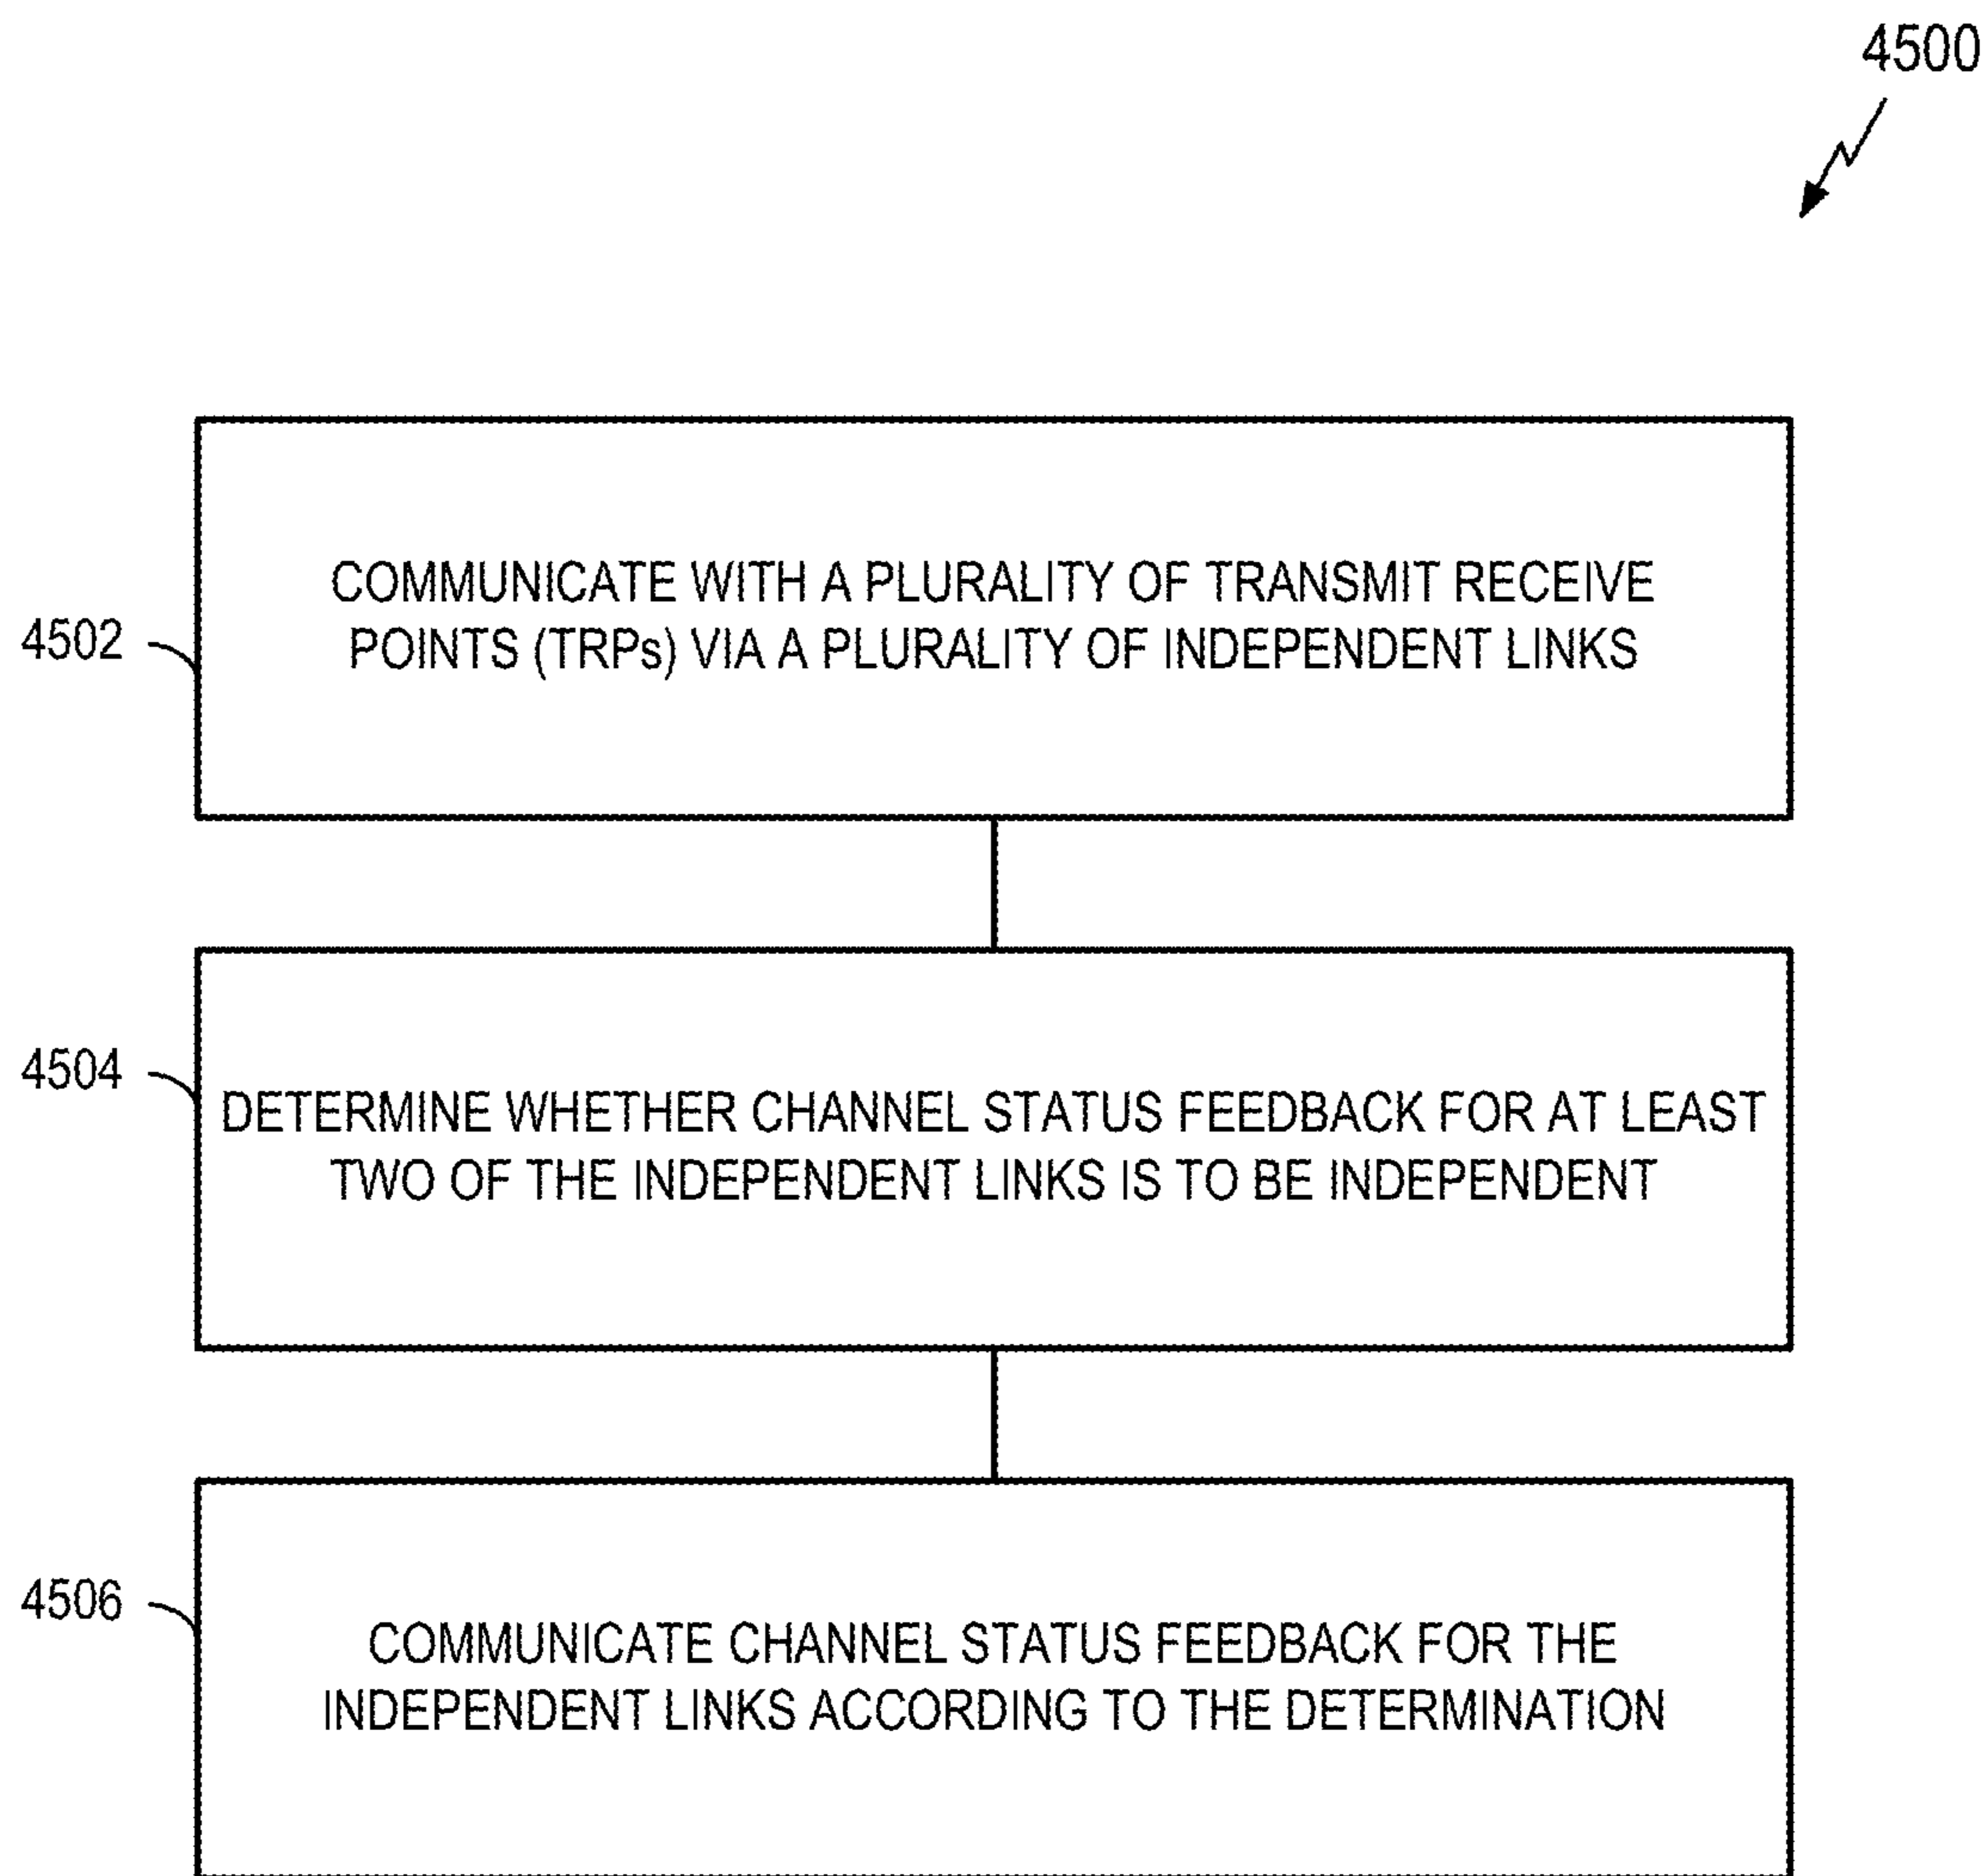 4500
4502
COMMUNICATE WITH A PLURALITY OF TRANSMIT RECEIVE
POINTS (TRPs) VIA A PLURALITY OF INDEPENDENT LINKS
4504
DETERMINE WHETHER CHANNEL STATUS FEEDBACK FOR AT LEAST
TWO OF THE INDEPENDENT LINKS IS TO BE INDEPENDENT
4506
COMMUNICATE CHANNEL STATUS FEEDBACK FOR THE
INDEPENDENT LINKS ACCORDING TO THE DETERMINATION